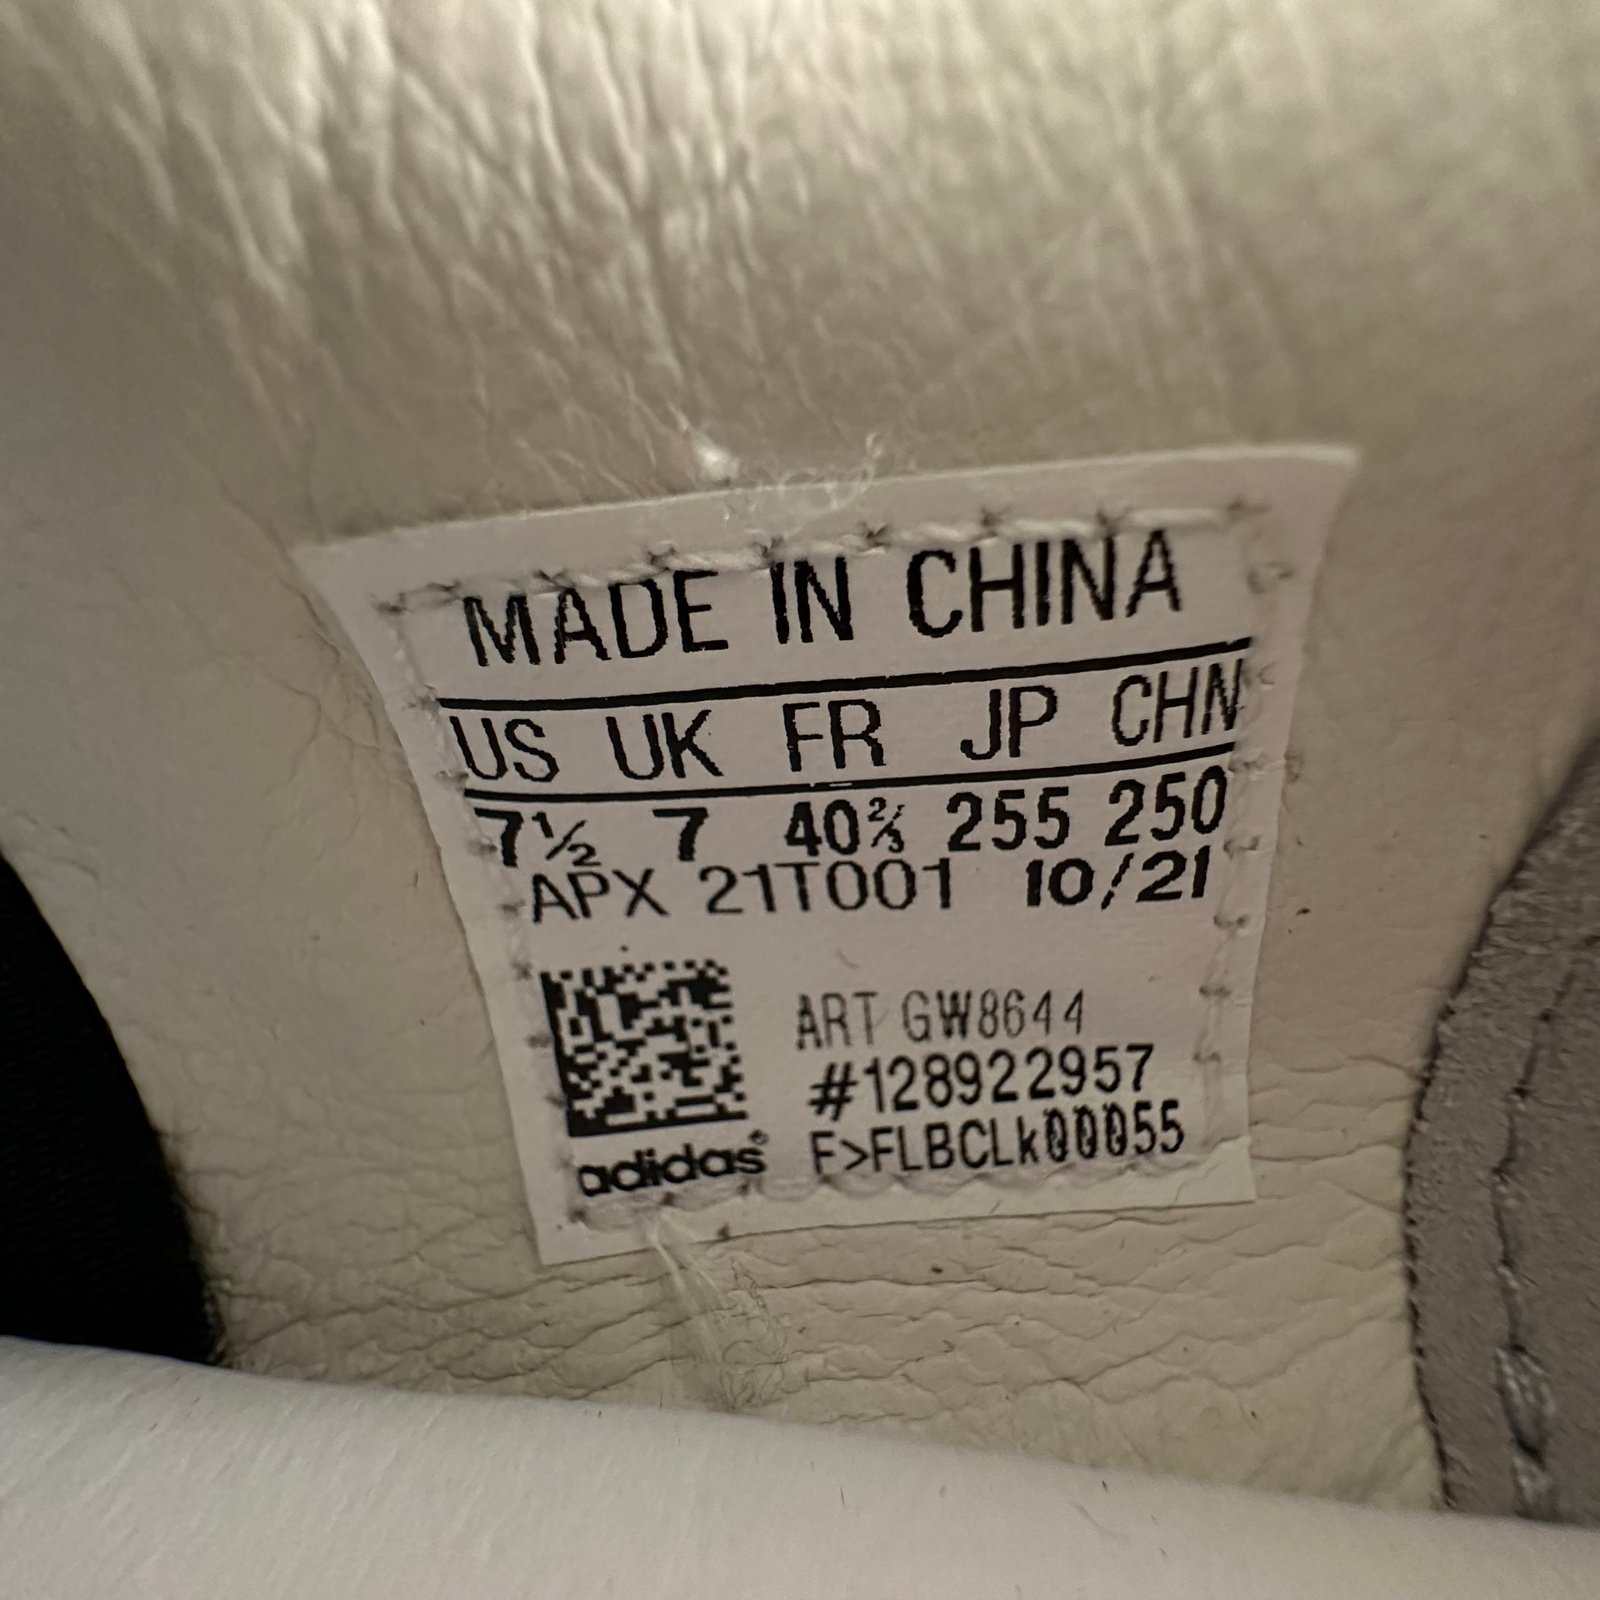 MADE IN CHINA
US UK FR JP CHN
7½ 7 40⅔ 255 250
APX 21T001 10/21
ART GW8644
#128922957
F>FLBCLk00055
adidas®